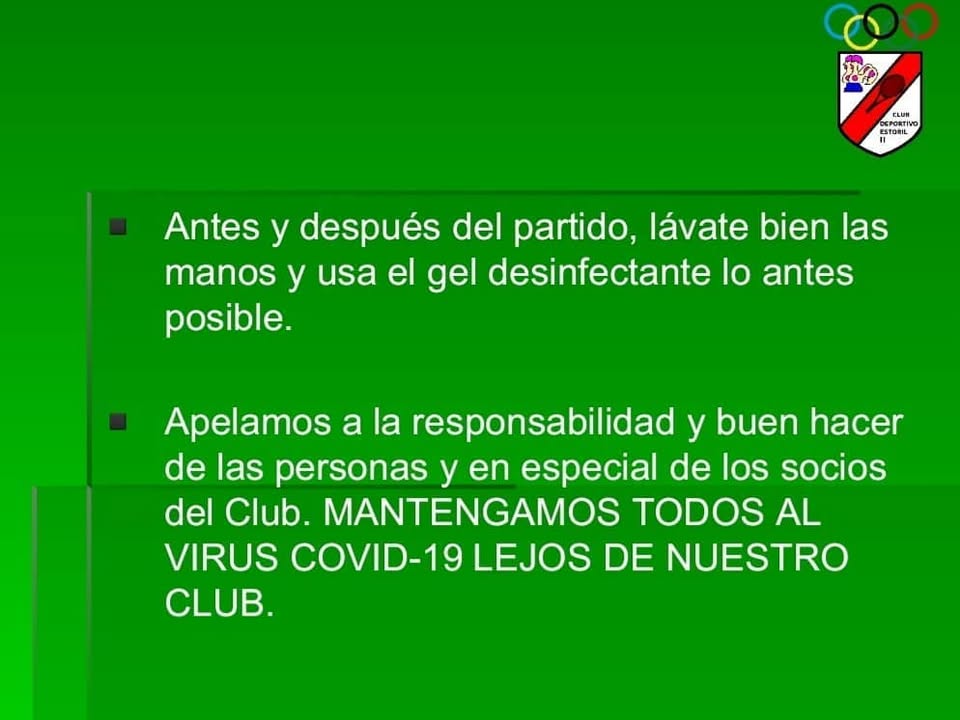 CLUB
DEPORTIVO
ESTORIL
II
Antes y después del partido, lávate bien las
manos y usa el gel desinfectante lo antes
posible.
Apelamos a la responsabilidad y buen hacer
de las personas y en especial de los socios
del Club. MANTENGAMOS TODOS AL
VIRUS COVID-19 LEJOS DE NUESTRO
CLUB.